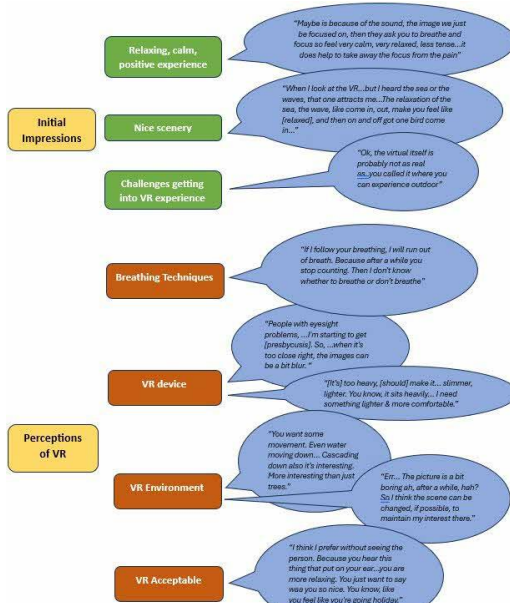 Relaxing, calm,
positive experience
"Maybe is because of the sound, the image we just
be focused on, then they ask you to breathe and
focus so feel very calm, very relaxed, less tense...it
does help to take away the focus from the pain"
Initial
Impressions
Nice scenery
"When I look at the VR...but I heard the sea or the
waves, that one attracts me...The relaxation of the
sea, the wave, like come in, out, make you feel like
[relaxed], and then on and off got one bird come
in..."
Challenges getting
into VR experience
"Ok, the virtual itself is
probably not as real
as..you called it where you
can experience outdoor"
Breathing Techniques
"If I follow your breathing, I will run out
of breath. Because after a while you
stop counting. Then I don't know
whether to breathe or don't breathe"
VR device
"People with eyesight
problems, ...I'm starting to get
[presbycusis]. So, ...when it's
too close right, the images can
be a bit blur. "
"[It's] too heavy, [should] make it... slimmer,
lighter. You know, it sits heavily... I need
something lighter & more comfortable."
Perceptions
of VR
VR Environment
"You want some
movement. Even water
moving down... Cascading
down also it's interesting.
More interesting than just
trees."
"Err... The picture is a bit
boring ah, after a while, hah?
So I think the scene can be
changed, if possible, to
maintain my interest there."
VR Acceptable
"I think I prefer without seeing the
person. Because you hear this
thing that put on your ear...you are
more relaxing. You just want to say
waa you so nice. You know, like
you feel like you're going holiday."